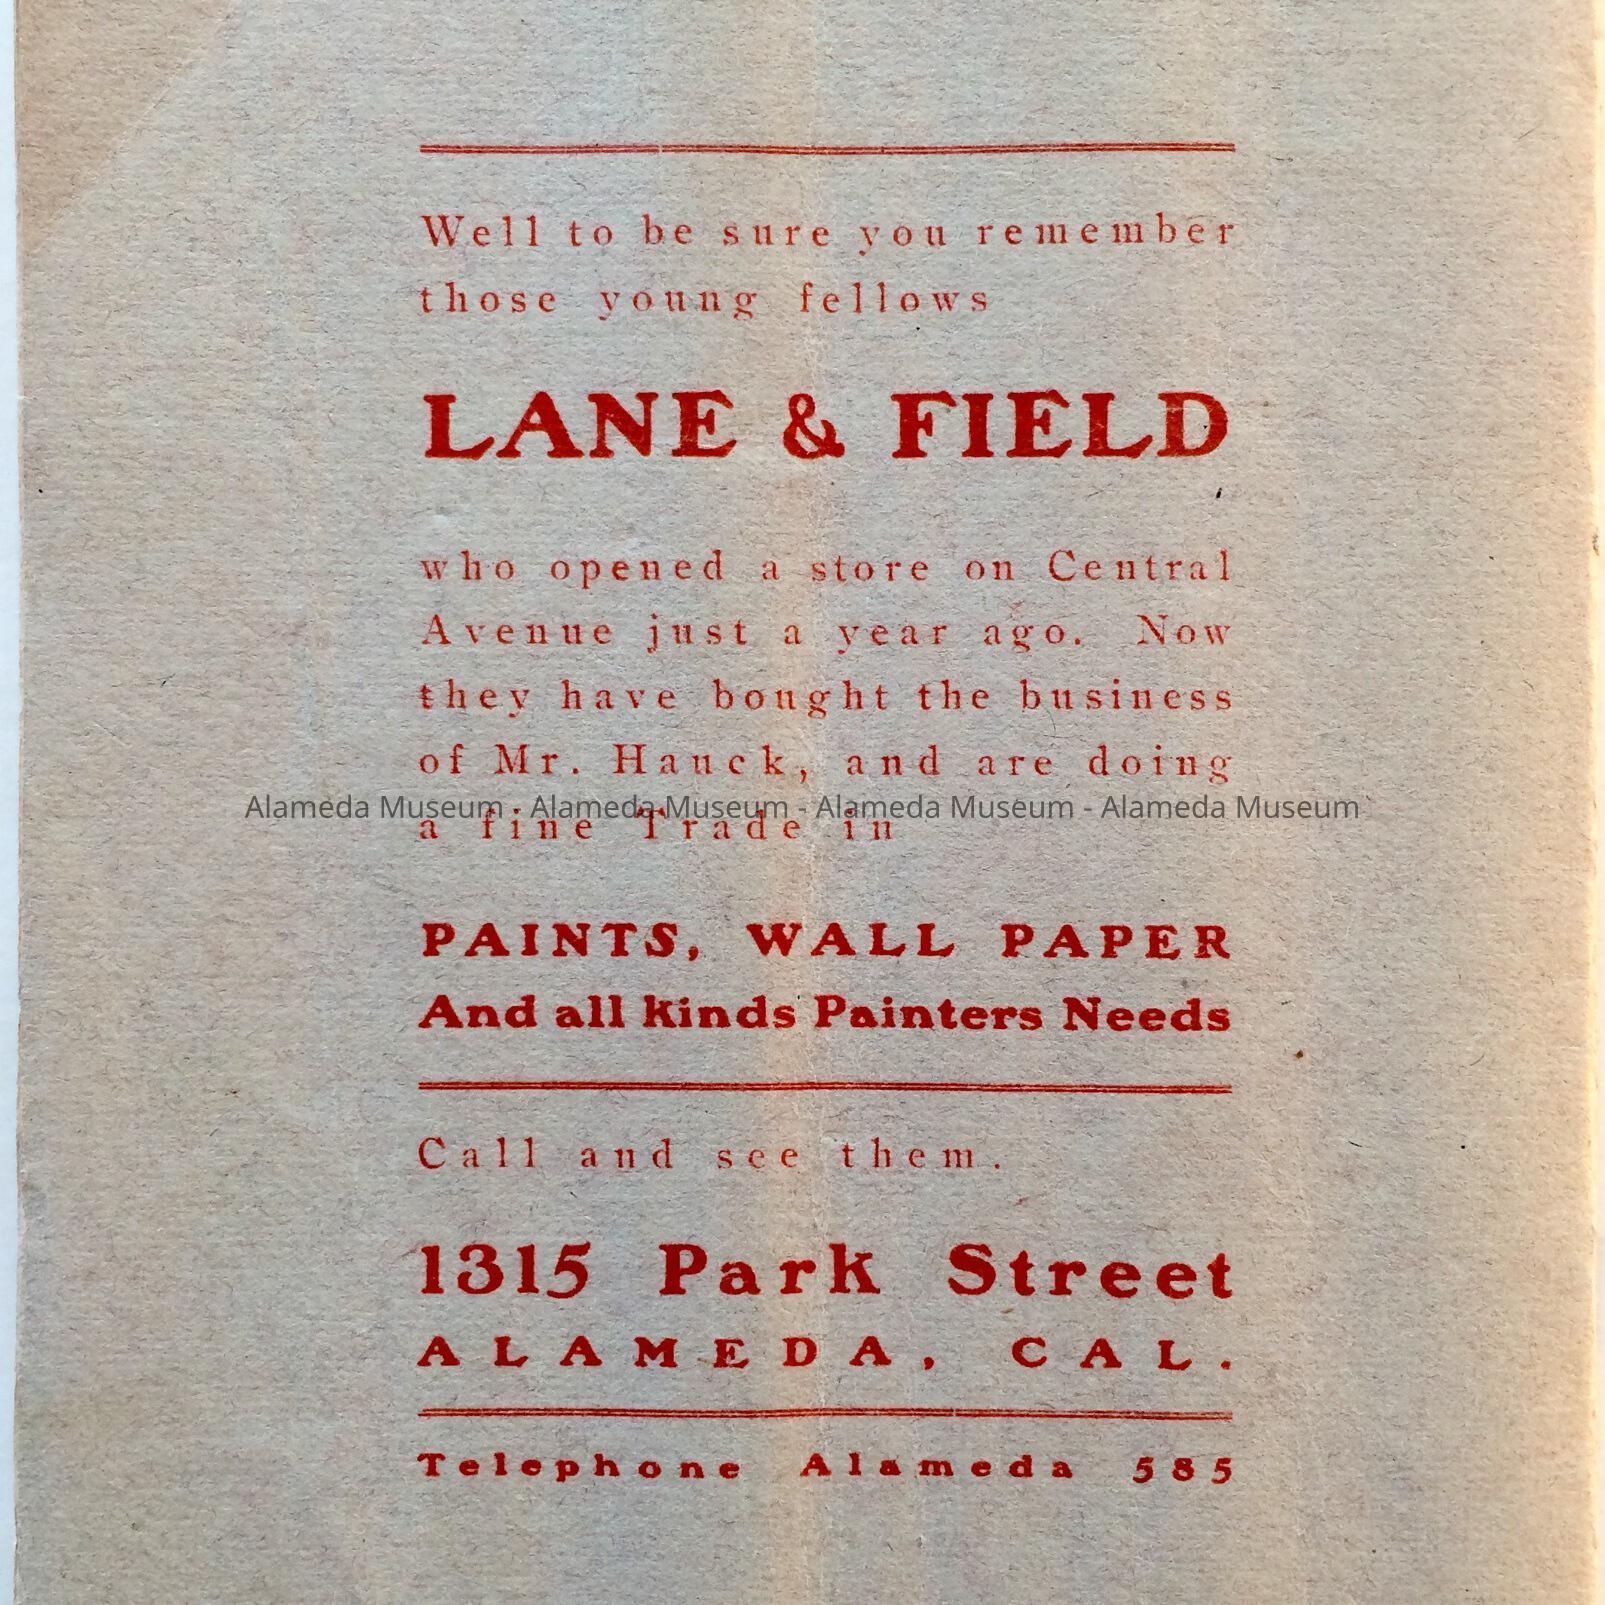 Well to be sure you remember
those young fellows
LANE & FIELD
who opened a store on Central
Avenue just a year ago. Now
they have bought the business
of Mr. Hauck, and are doing
Alameda Museum - Alameda Museum - Alameda Museum - Alameda Museum
a fine Trade in
PAINTS, WALL PAPER
And all kinds Painters Needs
Call and see them.
1315 Park Street
ALAMEDA, CAL.
Telephone Alameda 585